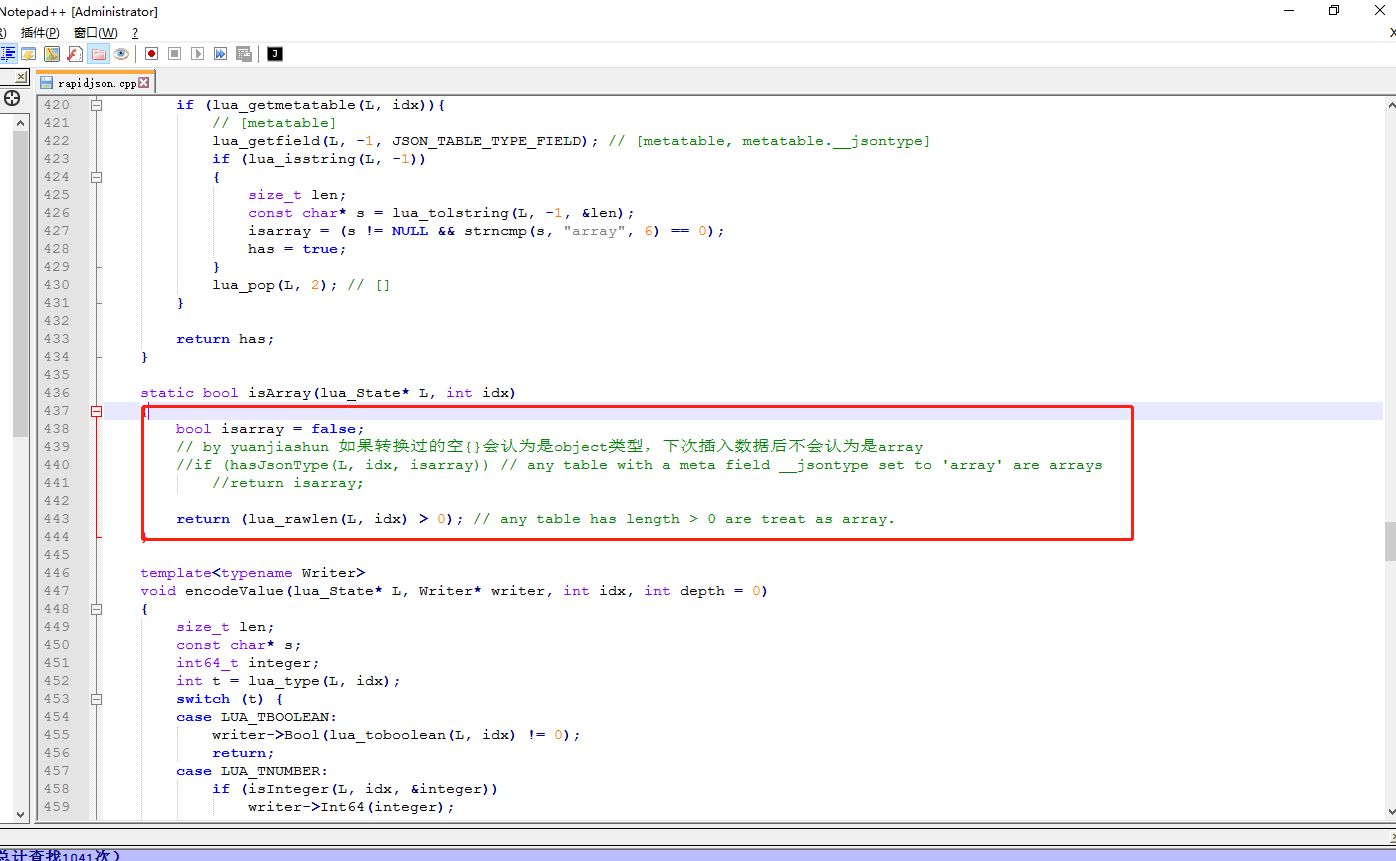 Notepad++ [Administrator]
插件(P) 窗口(W) ?
rapidjson.cpp
420 if (lua_getmetatable(L, idx)){
421 // [metatable]
422 lua_getfield(L, -1, JSON_TABLE_TYPE_FIELD); // [metatable, metatable.__jsontype]
423 if (lua_isstring(L, -1))
424 {
425 size_t len;
426 const char* s = lua_tolstring(L, -1, &len);
427 isarray = (s != NULL && strncmp(s, "array", 6) == 0);
428 has = true;
429 }
430 lua_pop(L, 2); // []
431 }
432
433 return has;
434 }
435
436 static bool isArray(lua_State* L, int idx)
437
438 bool isarray = false;
439 // by yuanjiashun 如果转换过的空{}会认为是object类型，下次插入数据后不会认为是array
440 //if (hasJsonType(L, idx, isarray)) // any table with a meta field __jsontype set to 'array' are arrays
441 //return isarray;
442
443 return (lua_rawlen(L, idx) > 0); // any table has length > 0 are treat as array.
444 }
445
446 template<typename Writer>
447 void encodeValue(lua_State* L, Writer* writer, int idx, int depth = 0)
448 {
449 size_t len;
450 const char* s;
451 int64_t integer;
452 int t = lua_type(L, idx);
453 switch (t) {
454 case LUA_TBOOLEAN:
455 writer->Bool(lua_toboolean(L, idx) != 0);
456 return;
457 case LUA_TNUMBER:
458 if (isInteger(L, idx, &integer))
459 writer->Int64(integer);
总计查找1041次)